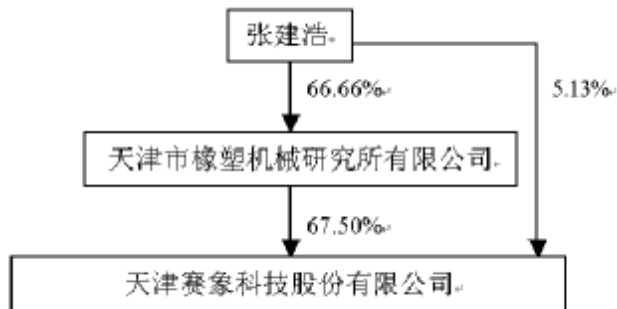 张建浩
66.66%
5.13%
天津市橡塑机械研究所有限公司
67.50%
天津赛象科技股份有限公司